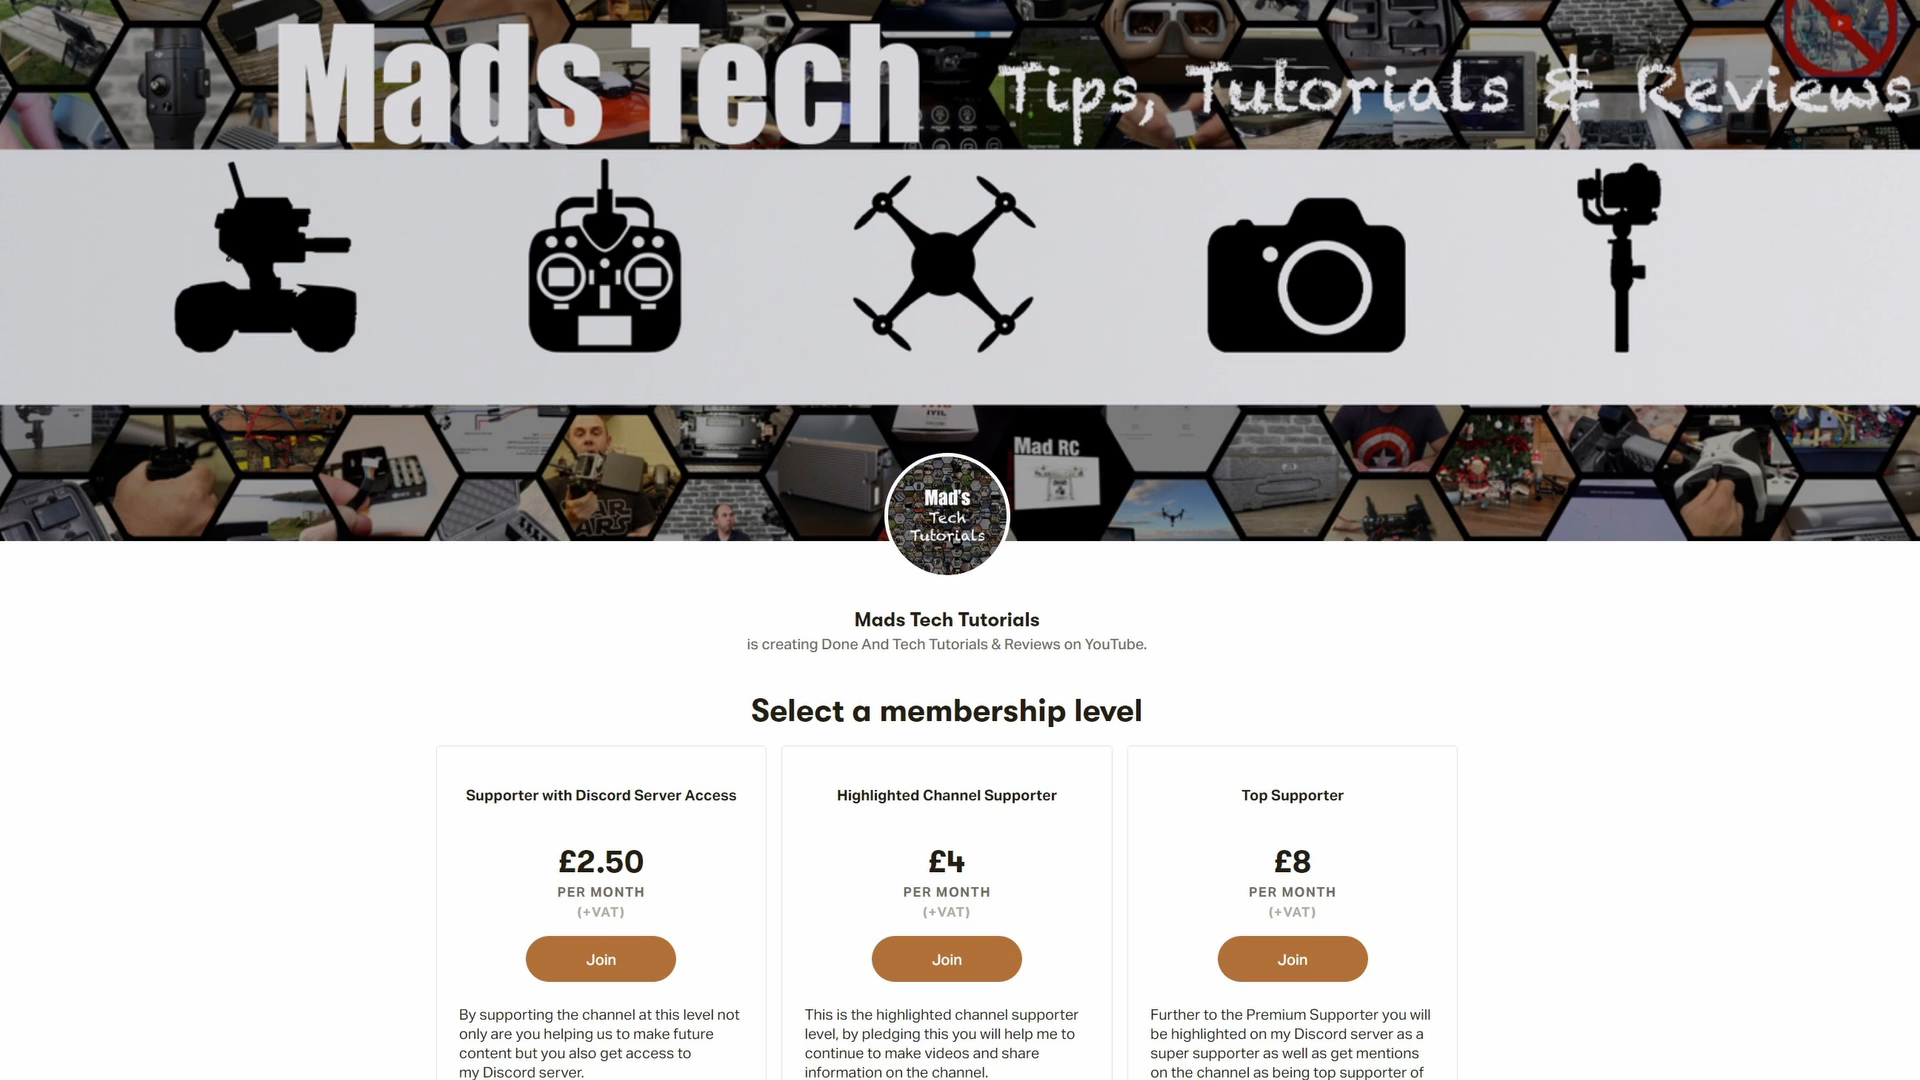 Mads Tech
Tips, Tutorials & Reviews
Mad RC
STAR
WARS
Mad's
Tech
Tutorials
Mads Tech Tutorials
is creating Done And Tech Tutorials & Reviews on YouTube.
Select a membership level
Supporter with Discord Server Access
£2.50
PER MONTH
(+VAT)
Join
By supporting the channel at this level not
only are you helping us to make future
content but you also get access to
my Discord server.
Highlighted Channel Supporter
£4
PER MONTH
(+VAT)
Join
This is the highlighted channel supporter
level, by pledging this you will help me to
continue to make videos and share
information on the channel.
Top Supporter
£8
PER MONTH
(+VAT)
Join
Further to the Premium Supporter you will
be highlighted on my Discord server as a
super supporter as well as get mentions
on the channel as being top supporter of